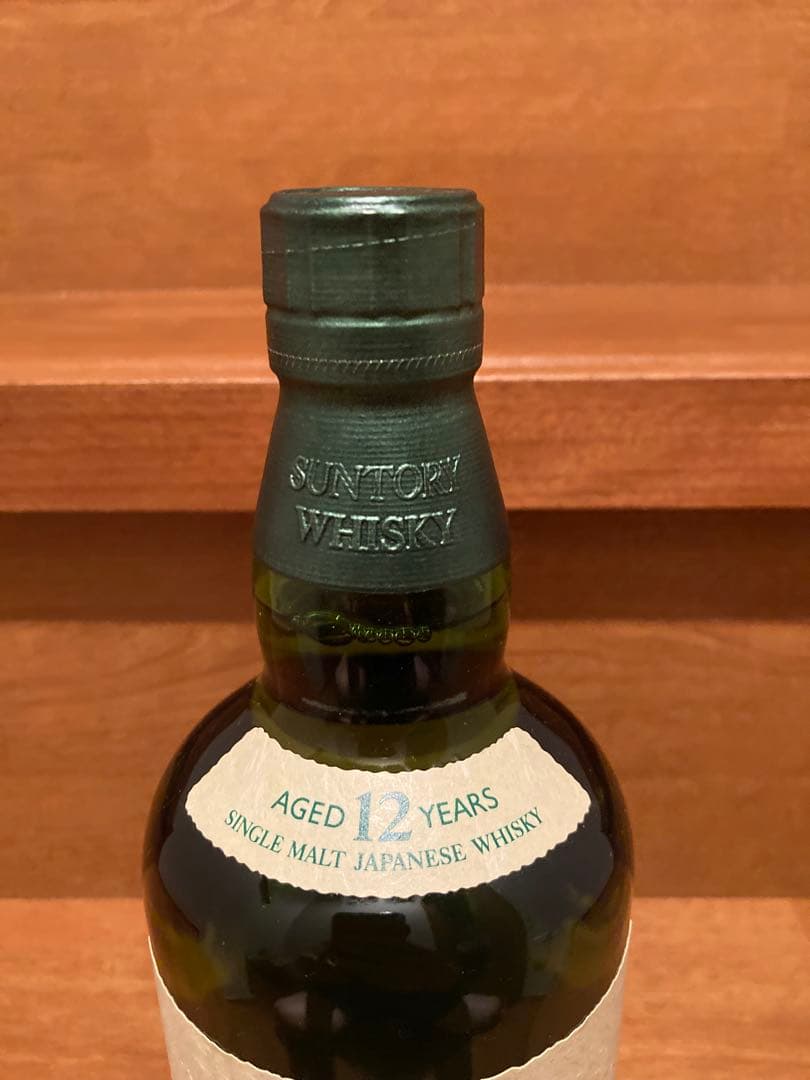 SUNTORY
WHISKY
AGED 12 YEARS
SINGLE MALT JAPANESE WHISKY